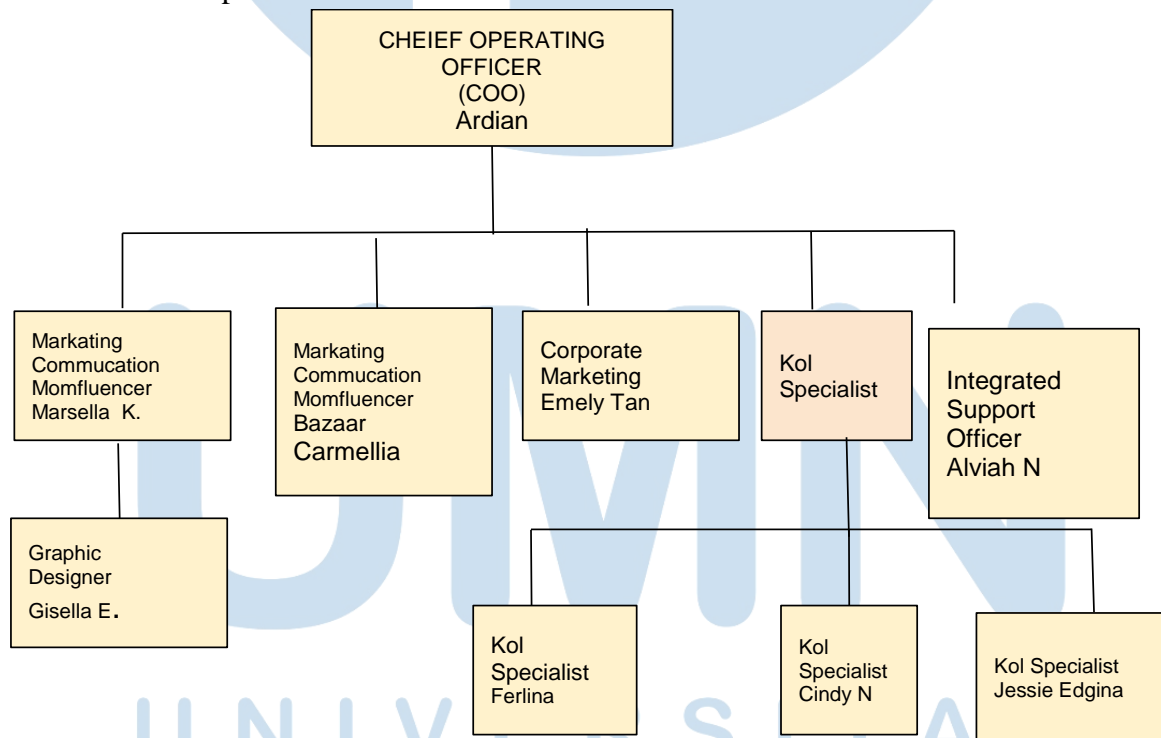 CHEIEF OPERATING
OFFICER
(COO)
Ardian
Markating
Commucation
Momfluencer
Marsella K.
Markating
Commucation
Momfluencer
Bazaar
Carmellia
Corporate
Marketing
Emely Tan
Kol
Specialist
Integrated
Support
Officer
Alviah N
Graphic
Designer
Gisella E.
Kol
Specialist
Ferlina
Kol
Specialist
Cindy N
Kol Specialist
Jessie Edgina
UMN